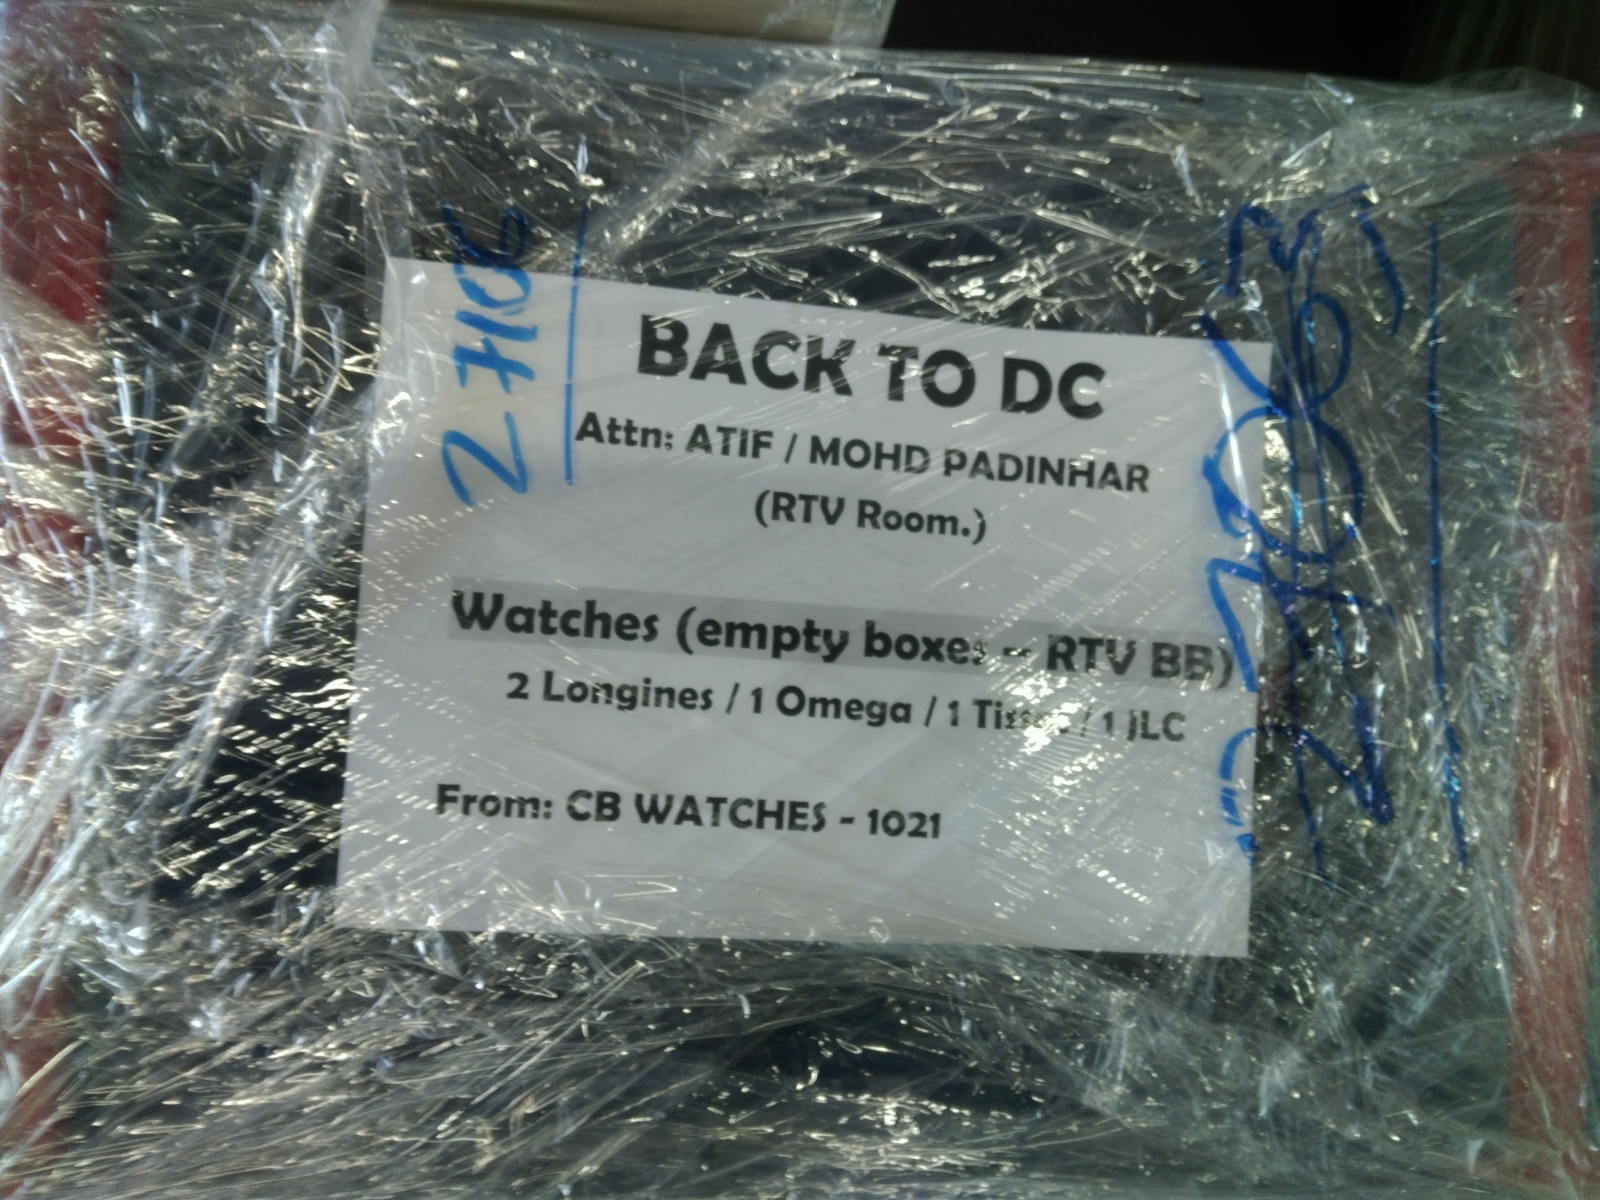 BACK TO DC
Attn: ATIF / MOHD PADINHAR
(RTV Room.)
Watches (empty boxes – RTV BB)
2 Longines / 1 Omega / 1 Tissot / 1 JLC
From: CB WATCHES - 1021